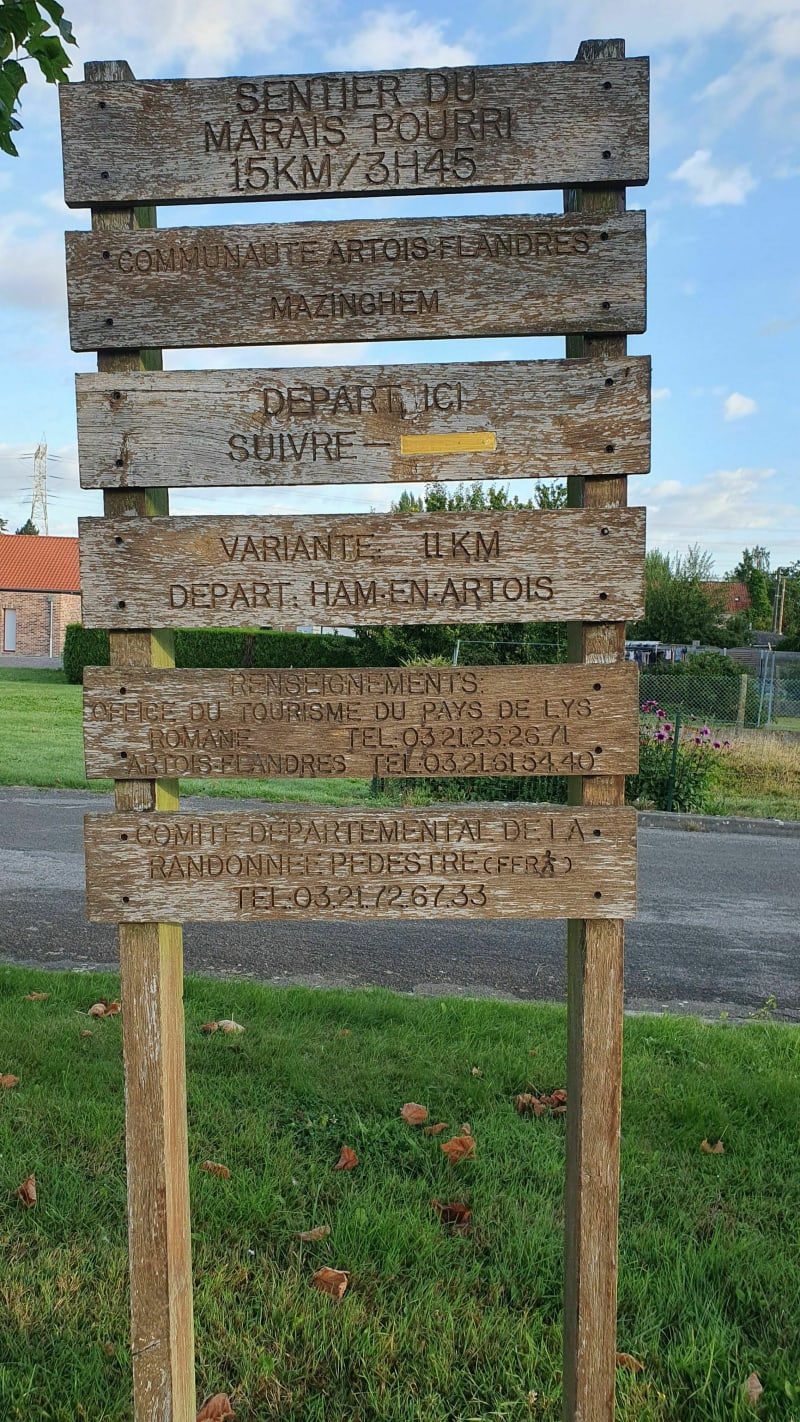 SENTIER DU
MARAIS POURRI
15KM/3H45
COMMUNAUTE ARTOIS-FLANDRES
MAZINGHEM
DEPART ICI
SUIVRE -
VARIANTE: 11KM
DEPART: HAM-EN-ARTOIS
RENSEIGNEMENTS:
OFFICE DU TOURISME DU PAYS DE LYS
ROMANE TEL.03.21.25.26.71
ARTOIS-FLANDRES TEL:03.21.61.54.40
COMITE DEPARTEMENTAL DE LA
RANDONNEE PEDESTRE (FFR)
TEL.03.21.72.67.33